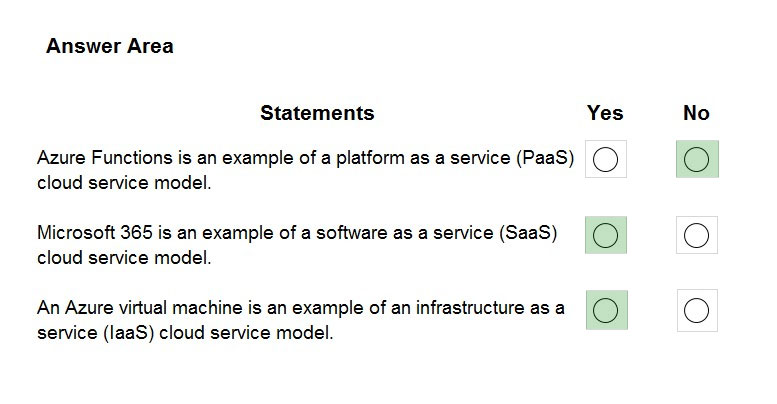 Answer Area
Statements Yes No
Azure Functions is an example of a platform as a service (PaaS)
cloud service model.
Microsoft 365 is an example of a software as a service (SaaS)
cloud service model.
An Azure virtual machine is an example of an infrastructure as a
service (IaaS) cloud service model.